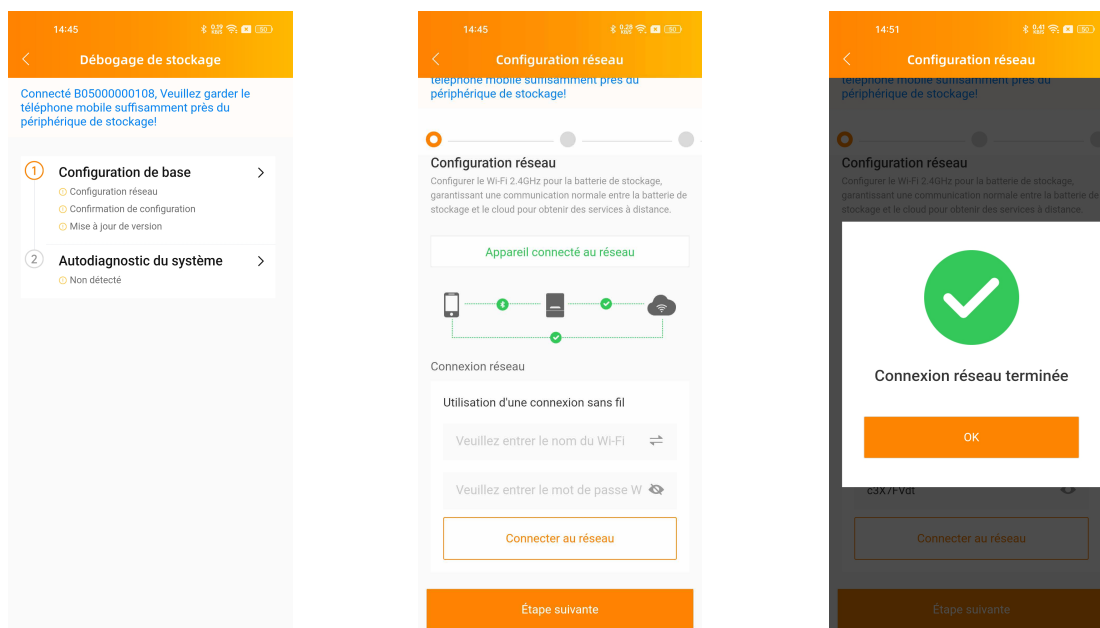 14:45
Débogage de stockage
Connecté B05000000108, Veuillez garder le
téléphone mobile suffisamment près du
périphérique de stockage!
1
Configuration de base
Configuration réseau
Confirmation de configuration
Mise à jour de version
2
Autodiagnostic du système
Non détecté
14:45
Configuration réseau
téléphone mobile suffisamment près du
périphérique de stockage!
Configuration réseau
Configurer le Wi-Fi 2.4GHz pour la batterie de stockage,
garantissant une communication normale entre la batterie de
stockage et le cloud pour obtenir des services à distance.
Appareil connecté au réseau
Connexion réseau
Utilisation d'une connexion sans fil
Veuillez entrer le nom du Wi-Fi
Veuillez entrer le mot de passe W
Connecter au réseau
Étape suivante
14:51
Configuration réseau
téléphone mobile suffisamment près du
périphérique de stockage!
Configuration réseau
Configurer le Wi-Fi 2.4GHz pour la batterie de stockage,
garantissant une communication normale entre la batterie de
stockage et le cloud pour obtenir des services à distance.
Connexion réseau terminée
OK
c3X7FVdt
Connecter au réseau
Étape suivante